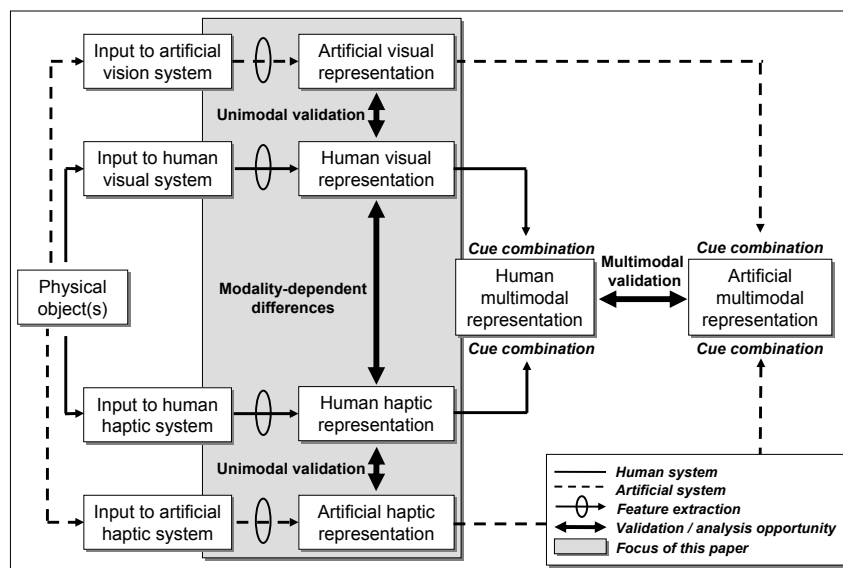 Input to artificial
vision system
Artificial visual
representation
Unimodal validation
Input to human
visual system
Human visual
representation
Physical
object(s)
Modality-dependent
differences
Cue combination
Human
multimodal
representation
Cue combination
Multimodal
validation
Cue combination
Artificial
multimodal
representation
Cue combination
Input to human
haptic system
Human haptic
representation
Unimodal validation
Input to artificial
haptic system
Artificial haptic
representation
Human system
Artificial system
Feature extraction
Validation / analysis opportunity
Focus of this paper